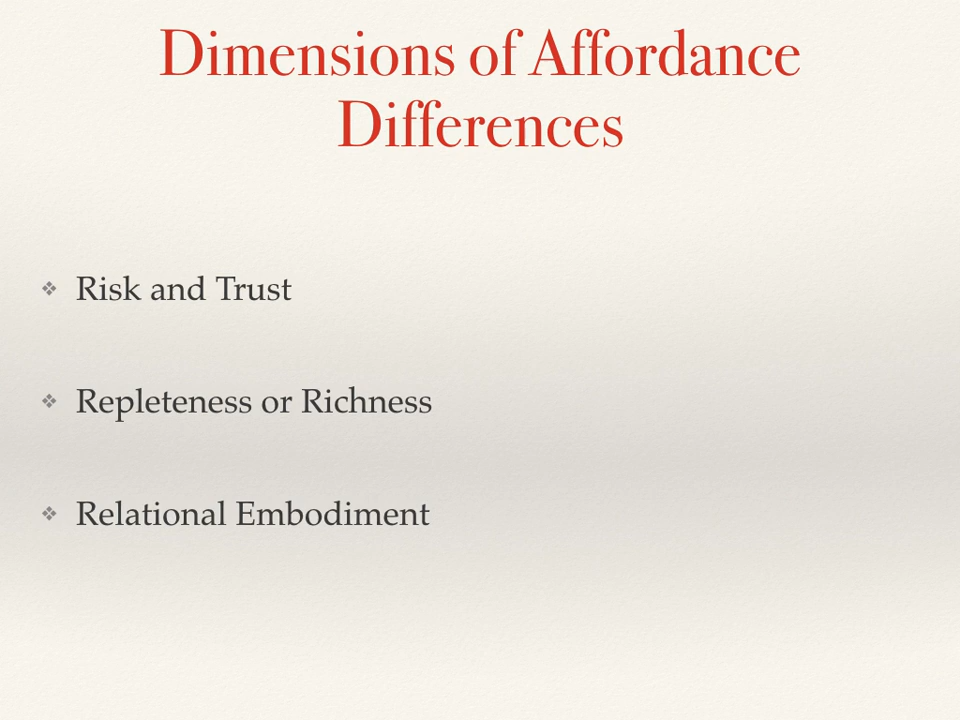 Dimensions of Affordance
Differences
❖ Risk and Trust
❖ Repleteness or Richness
❖ Relational Embodiment